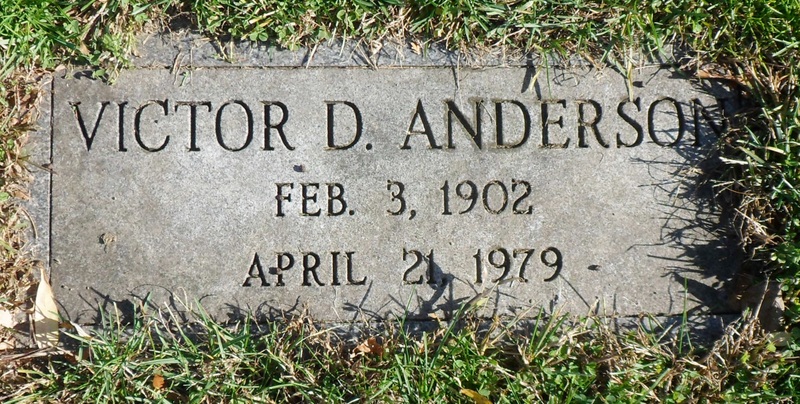 VICTOR D. ANDERSON
FEB. 3, 1902
APRIL 21, 1979